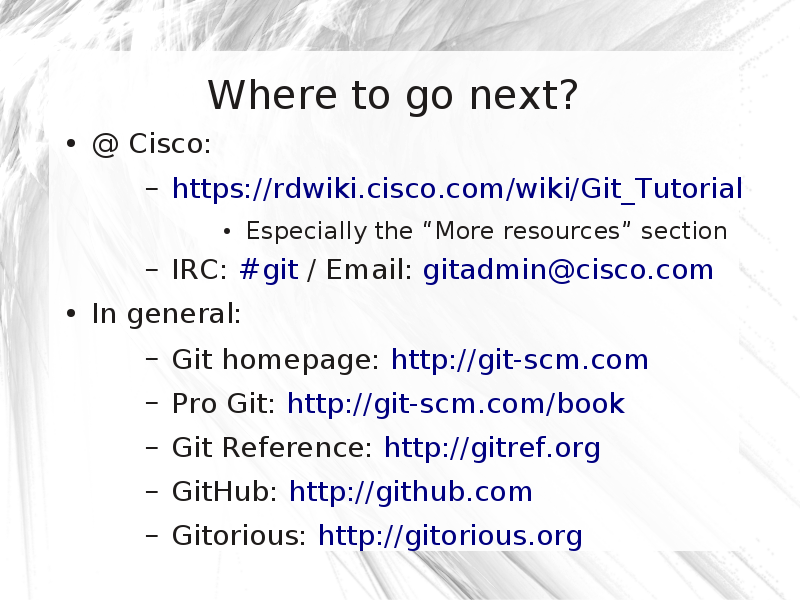 Where to go next?
• @ Cisco:
– https://rdwiki.cisco.com/wiki/Git_Tutorial
• Especially the “More resources” section
– IRC: #git / Email: gitadmin@cisco.com
• In general:
– Git homepage: http://git-scm.com
– Pro Git: http://git-scm.com/book
– Git Reference: http://gitref.org
– GitHub: http://github.com
– Gitorious: http://gitorious.org